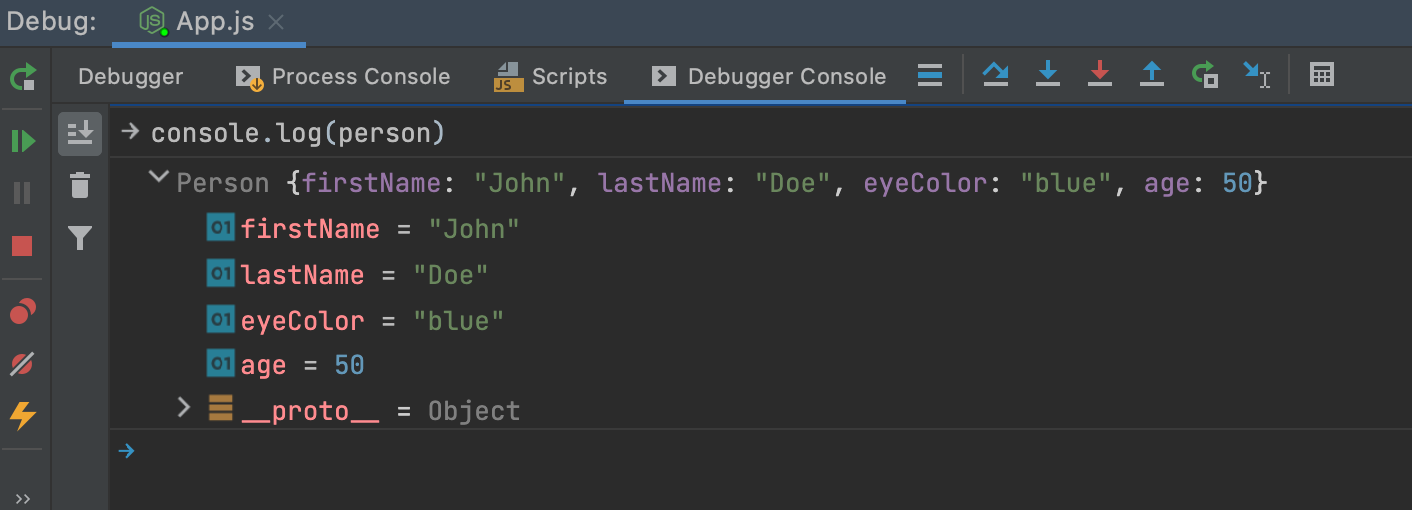 Debug: App.js
Debugger Process Console Scripts Debugger Console
console.log(person)
Person {firstName: "John", lastName: "Doe", eyeColor: "blue", age: 50}
01 firstName = "John"
01 lastName = "Doe"
01 eyeColor = "blue"
01 age = 50
__proto__ = Object